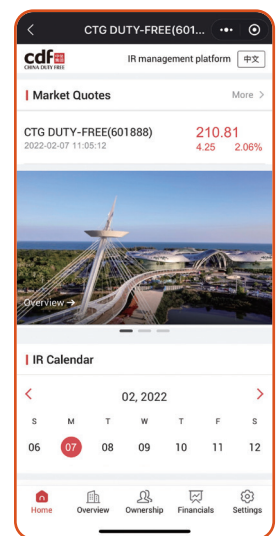 CTG DUTY-FREE(601...
cdf
CHINA DUTY FREE
IR management platform 中文
Market Quotes More >
CTG DUTY-FREE(601888) 210.81
2022-02-07 11:05:12 4.25 2.06%
Overview →
IR Calendar
< 02, 2022 >
S M T W T F S
06 07 08 09 10 11 12
Home Overview Ownership Financials Settings